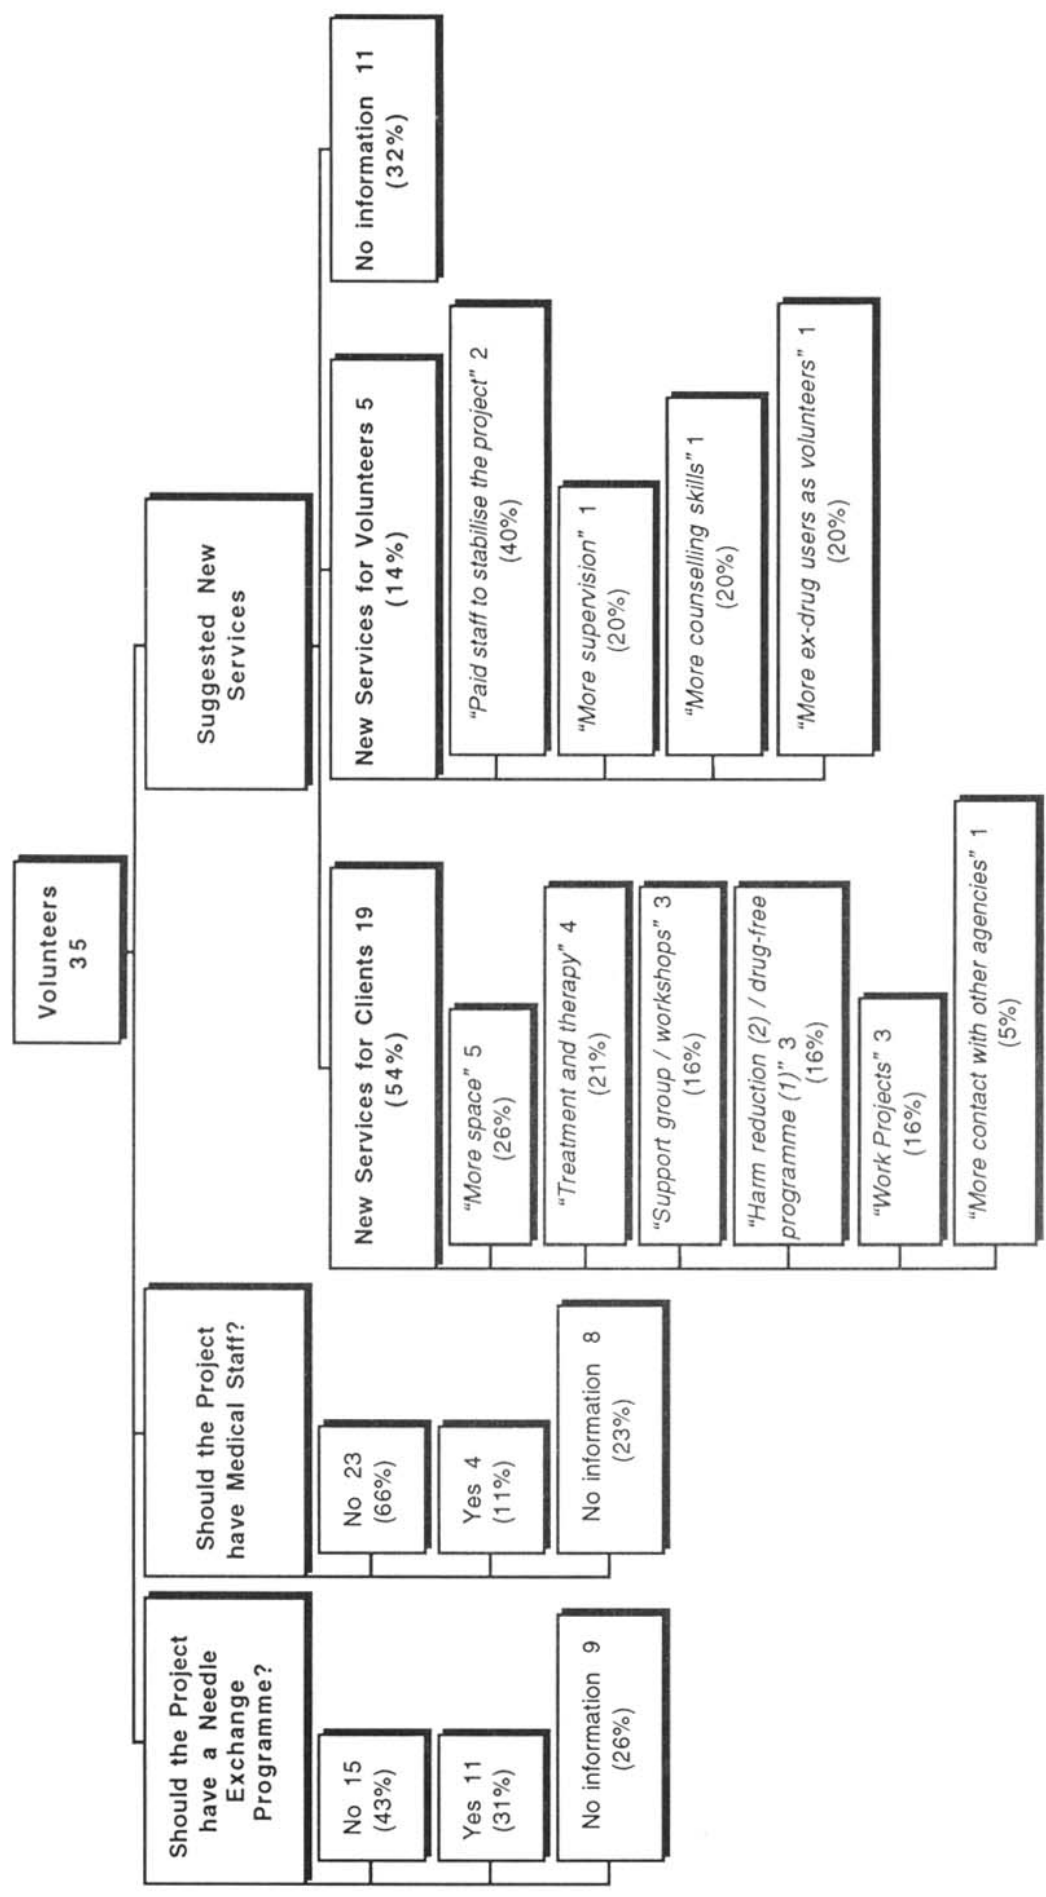 Volunteers
35
Should the Project
have a Needle
Exchange
Programme?
No 15
(43%)
Yes 11
(31%)
No information 9
(26%)
Should the Project
have Medical Staff?
No 23
(66%)
Yes 4
(11%)
No information 8
(23%)
Suggested New
Services
New Services for Clients 19
(54%)
“More space” 5
(26%)
“Treatment and therapy” 4
(21%)
“Support group / workshops” 3
(16%)
“Harm reduction (2) / drug-free
programme (1)” 3
(16%)
“Work Projects” 3
(16%)
“More contact with other agencies” 1
(5%)
New Services for Volunteers 5
(14%)
“Paid staff to stabilise the project” 2
(40%)
“More supervision” 1
(20%)
“More counselling skills” 1
(20%)
“More ex-drug users as volunteers” 1
(20%)
No information 11
(32%)